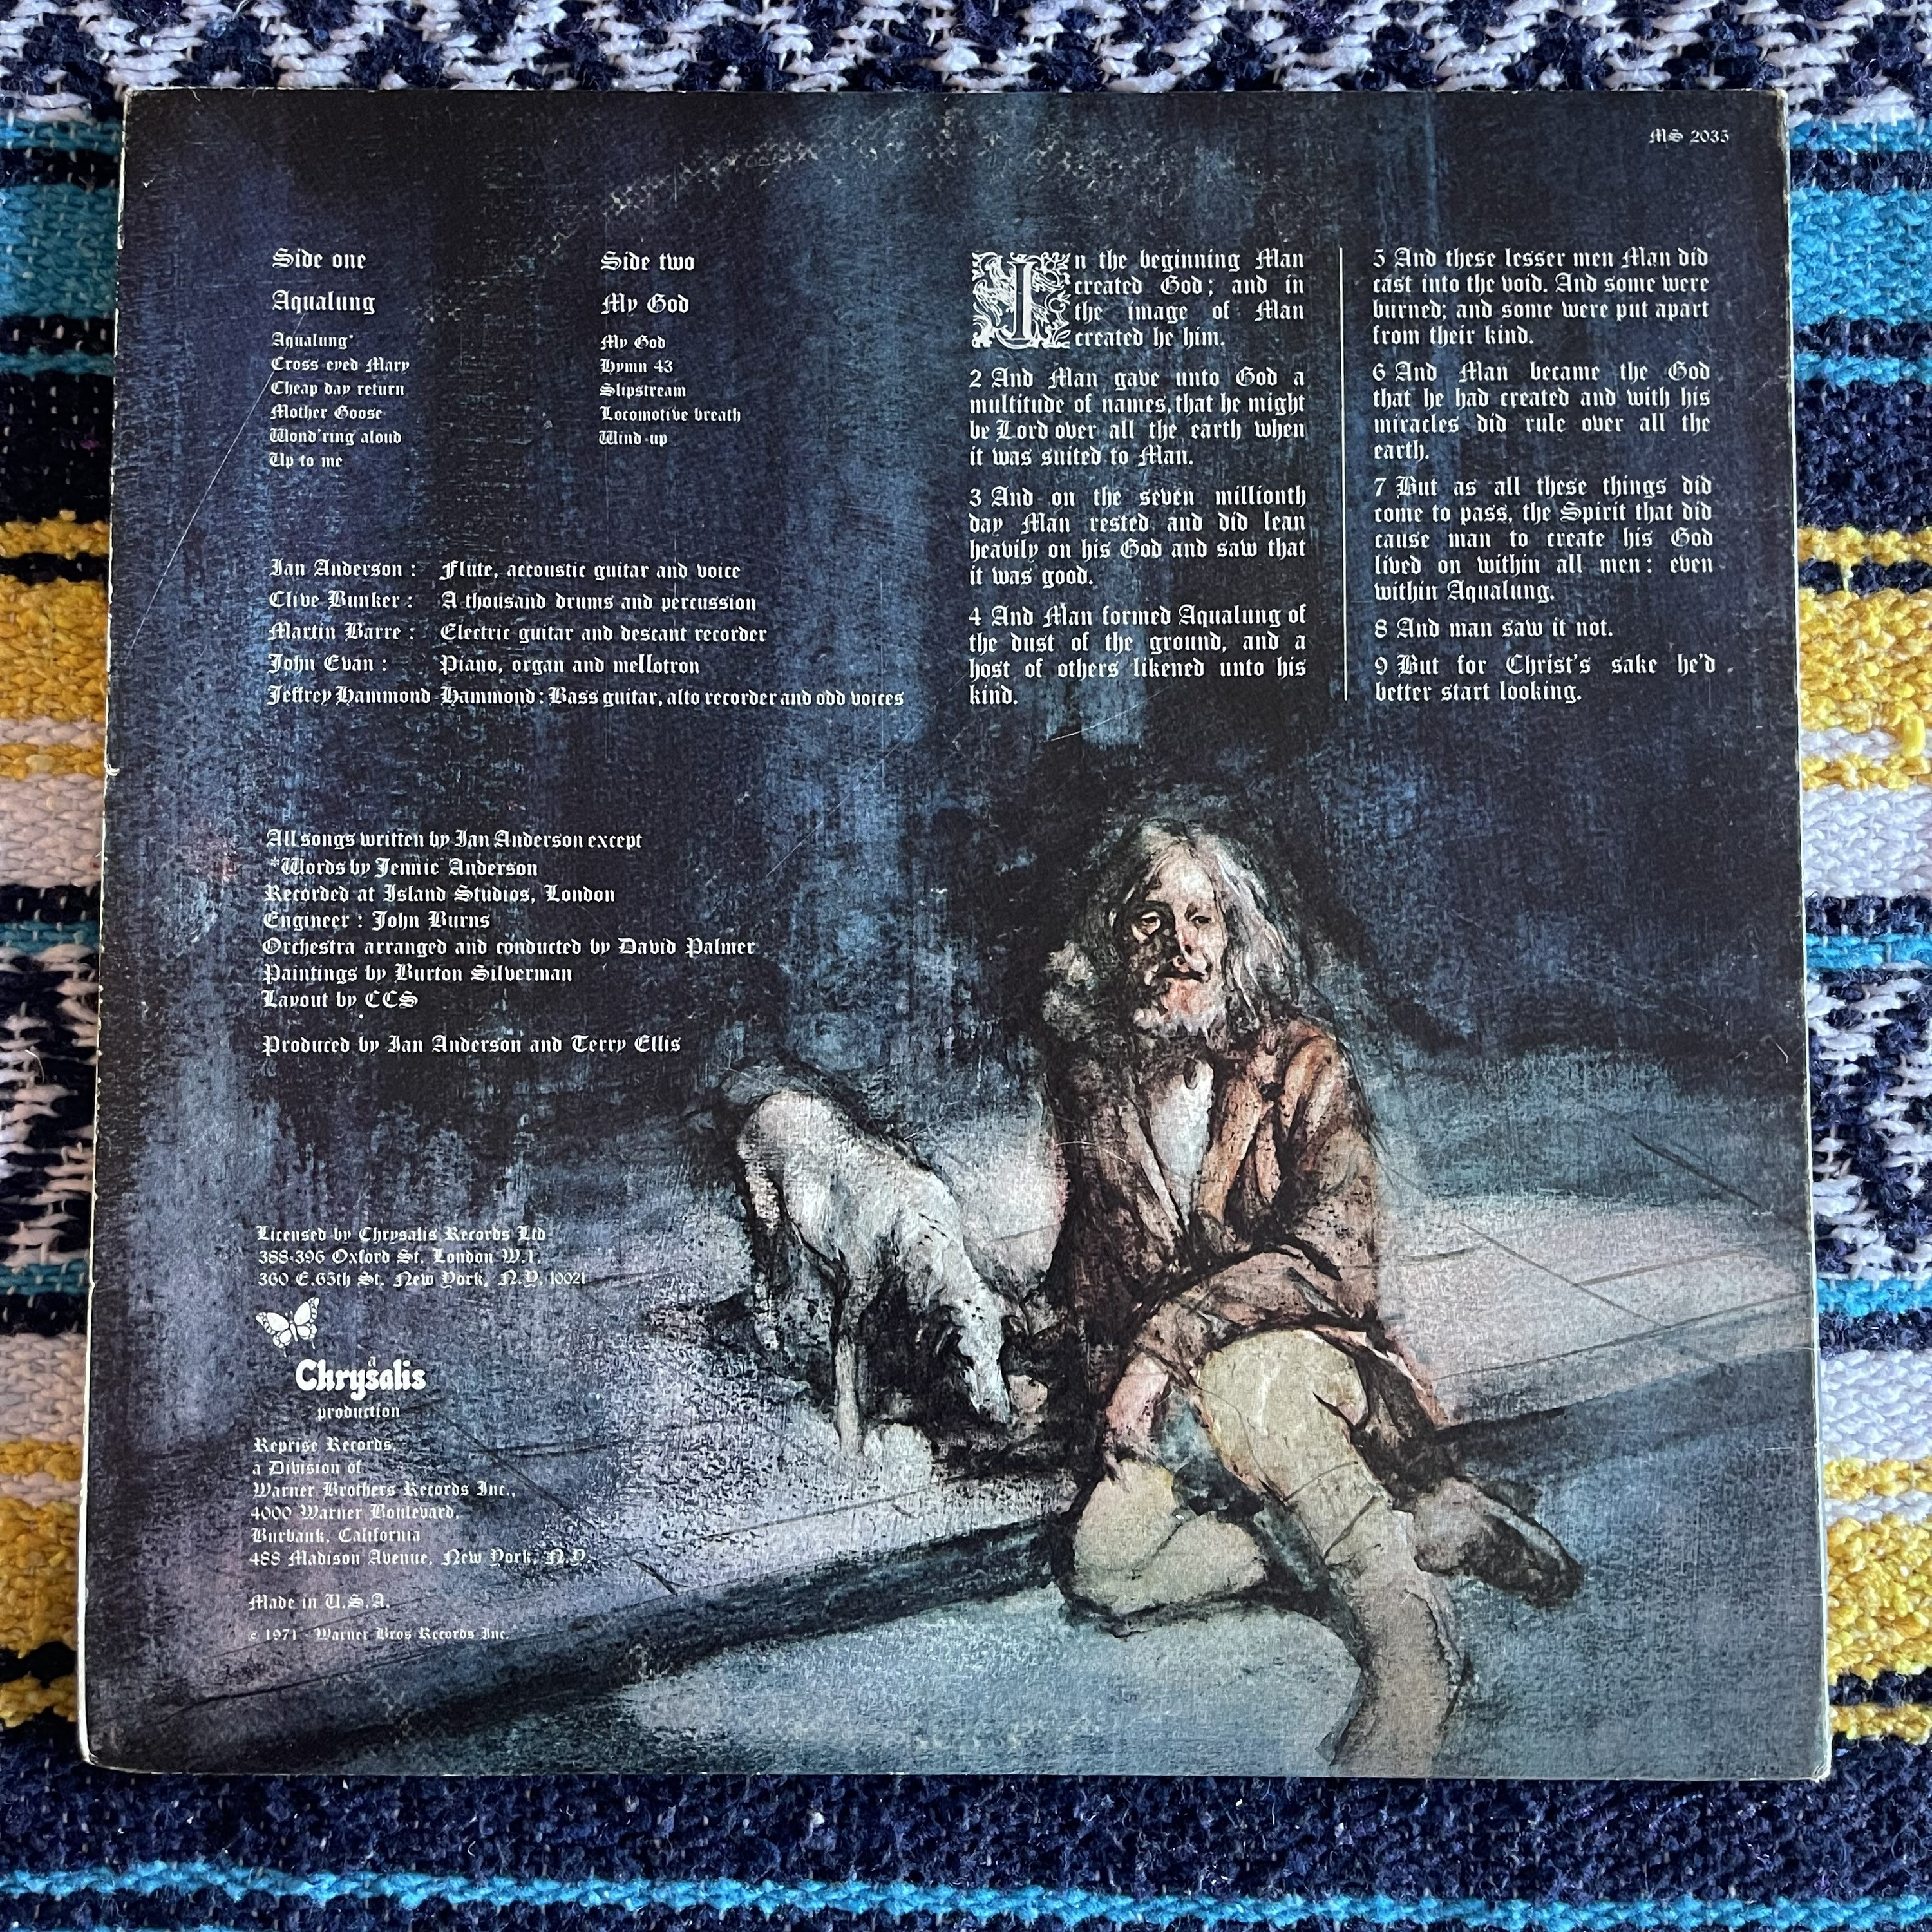 MS 2035
Side one
Aqualung
Aqualung*
Cross eyed Mary
Cheap day return
Mother Goose
Wond'ring aloud
Up to me
Side two
My God
My God
Hymn 43
Slipstream
Locomotive breath
Wind-up
Ian Anderson : Flute, accoustic guitar and voice
Clive Bunker : A thousand drums and percussion
Martin Barre : Electric guitar and descant recorder
John Evan : Piano, organ and mellotron
Jeffrey Hammond-Hammond : Bass guitar, alto recorder and odd voices
All songs written by Ian Anderson except
*Words by Jennie Anderson
Recorded at Island Studios, London
Engineer : John Burns
Orchestra arranged and conducted by David Palmer
Paintings by Burton Silverman
Layout by CCS
Produced by Ian Anderson and Terry Ellis
Licensed by Chrysalis Records Ltd
388-396 Oxford St. London W.1.
360 E.65th St. New York, N.Y. 10021
a
Chrysalis
production
Reprise Records,
a Division of
Warner Brothers Records Inc.,
4000 Warner Boulevard,
Burbank, California
488 Madison Avenue, New York, N.Y.
Made in U.S.A.
© 1971 - Warner Bros Records Inc.
In the beginning Man
created God; and in
the image of Man
created he him.
2 And Man gave unto God a
multitude of names, that he might
be Lord over all the earth when
it was suited to Man.
3 And on the seven millionth
day Man rested and did lean
heavily on his God and saw that
it was good.
4 And Man formed Aqualung of
the dust of the ground, and a
host of others likened unto his
kind.
5 And these lesser men Man did
cast into the void. And some were
burned; and some were put apart
from their kind.
6 And Man became the God
that he had created and with his
miracles did rule over all the
earth.
7 But as all these things did
come to pass, the Spirit that did
cause man to create his God
lived on within all men: even
within Aqualung.
8 And man saw it not.
9 But for Christ's sake he'd
better start looking.